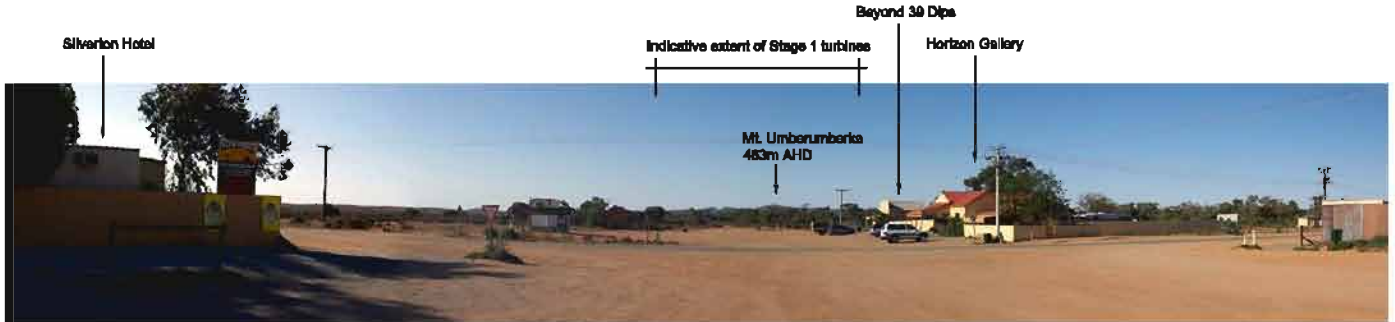 Beyond 39 Dips
Silverton Hotel
Indicative extent of Stage 1 turbines
Horizon Gallery
Mt. Umberumberka
483m AHD